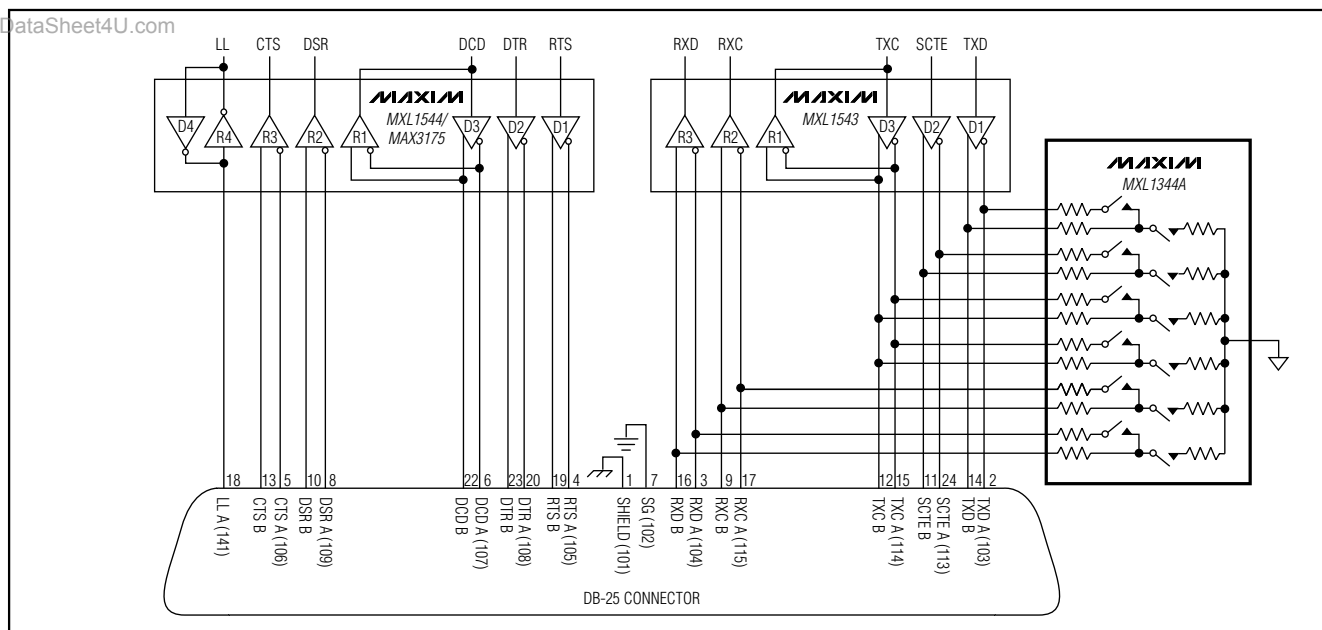 DataSheet4U.com
LL CTS DSR DCD DTR RTS RXD RXC TXC SCTE TXD
MAXIM
MXL1544/
MAX3175
D4 R4 R3 R2 R1 D3 D2 D1
MAXIM
MXL1543
R3 R2 R1 D3 D2 D1
MAXIM
MXL1344A
18 13 5 10 8 22 6 23 20 19 4 1 7 16 3 9 17 12 15 11 24 14 2
LL A (141)
CTS B
CTS A (106)
DSR B
DSR A (109)
DCD B
DCD A (107)
DTR B
DTR A (108)
RTS B
RTS A (105)
SHIELD (101)
SG (102)
RXD B
RXD A (104)
RXC B
RXC A (115)
TXC B
TXC A (114)
SCTE B
SCTE A (113)
TXD B
TXD A (103)
DB-25 CONNECTOR